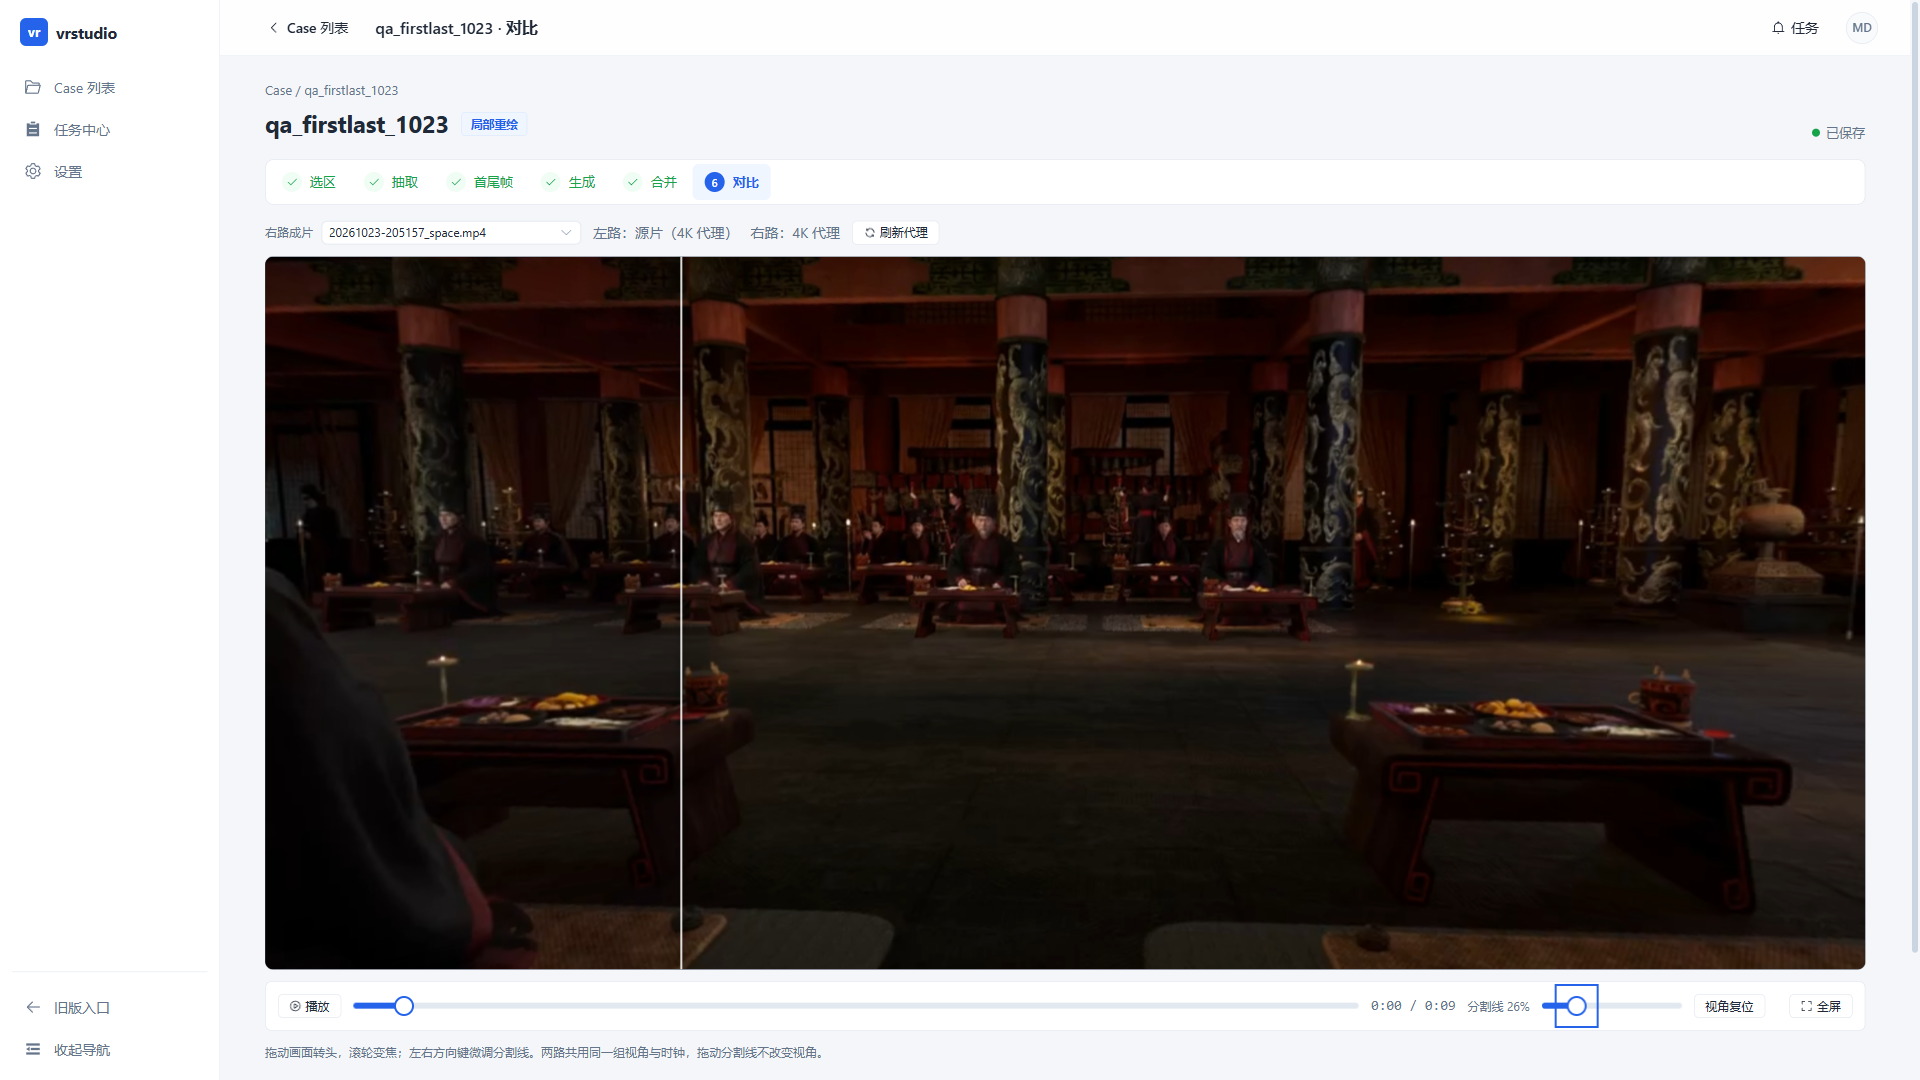 vr vrstudio
Case 列表
任务中心
设置
旧版入口
收起导航
Case 列表 qa_firstlast_1023 · 对比
任务 MD
Case / qa_firstlast_1023
qa_firstlast_1023 局部重绘
已保存
选区 抽取 首尾帧 生成 合并 6 对比
右路成片 20261023-205157_space.mp4 左路：源片（4K 代理） 右路：4K 代理 刷新代理
播放 0:00 / 0:09 分割线 26% 视角复位 全屏
拖动画面转头，滚轮变焦；左右方向键微调分割线。两路共用同一组视角与时钟，拖动分割线不改变视角。